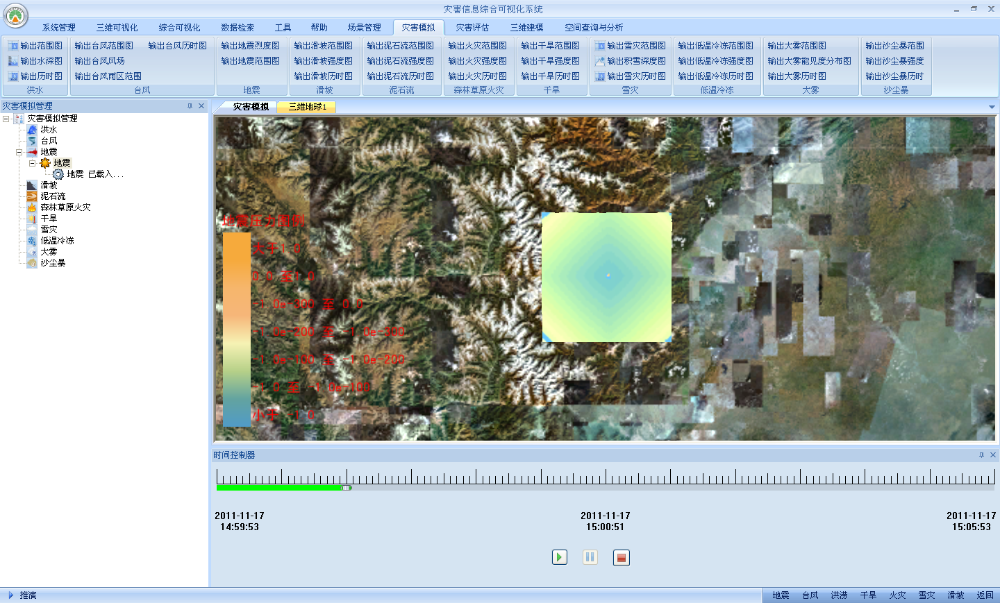 灾害信息综合可视化系统
系统管理 三维可视化 综合可视化 数据检索 工具 帮助 场景管理 灾害模拟 灾害评估 三维建模 空间查询与分析
输出范围图 输出台风范围图 输出台风历时图 输出地震烈度图 输出滑坡范围图 输出泥石流范围图 输出火灾范围图 输出干旱范围图 输出雪灾范围图 输出低温冷冻范围图 输出大雾范围图 输出沙尘暴范围
输出水深图 输出台风风场 输出地震范围图 输出滑坡强度图 输出泥石流强度图 输出火灾强度图 输出干旱强度图 输出积雪深度图 输出低温冷冻强度图 输出大雾能见度分布图 输出沙尘暴强度
输出历时图 输出台风雨区范围 输出滑坡历时图 输出泥石流历时图 输出火灾历时图 输出干旱历时图 输出雪灾历时图 输出低温冷冻历时图 输出大雾历时图 输出沙尘暴历时
洪水 台风 地震 滑坡 泥石流 森林草原火灾 干旱 雪灾 低温冷冻 大雾 沙尘暴
灾害模拟管理
灾害模拟管理
洪水
台风
地震
地震
地震 已载入...
滑坡
泥石流
森林草原火灾
干旱
雪灾
低温冷冻
大雾
沙尘暴
灾害模拟 三维地球1
地震压力图例
大于1.0
0.0 至1.0
-1.0e-300 至 0.0
-1.0e-200 至 -1.0e-300
-1.0e-100 至 -1.0e-200
-1.0 至 -1.0e-100
小于 -1.0
时间控制器
2011-11-17 2011-11-17 2011-11-17
14:59:53 15:00:51 15:05:53
推演
地震 台风 洪涝 干旱 火灾 雪灾 滑坡 返回